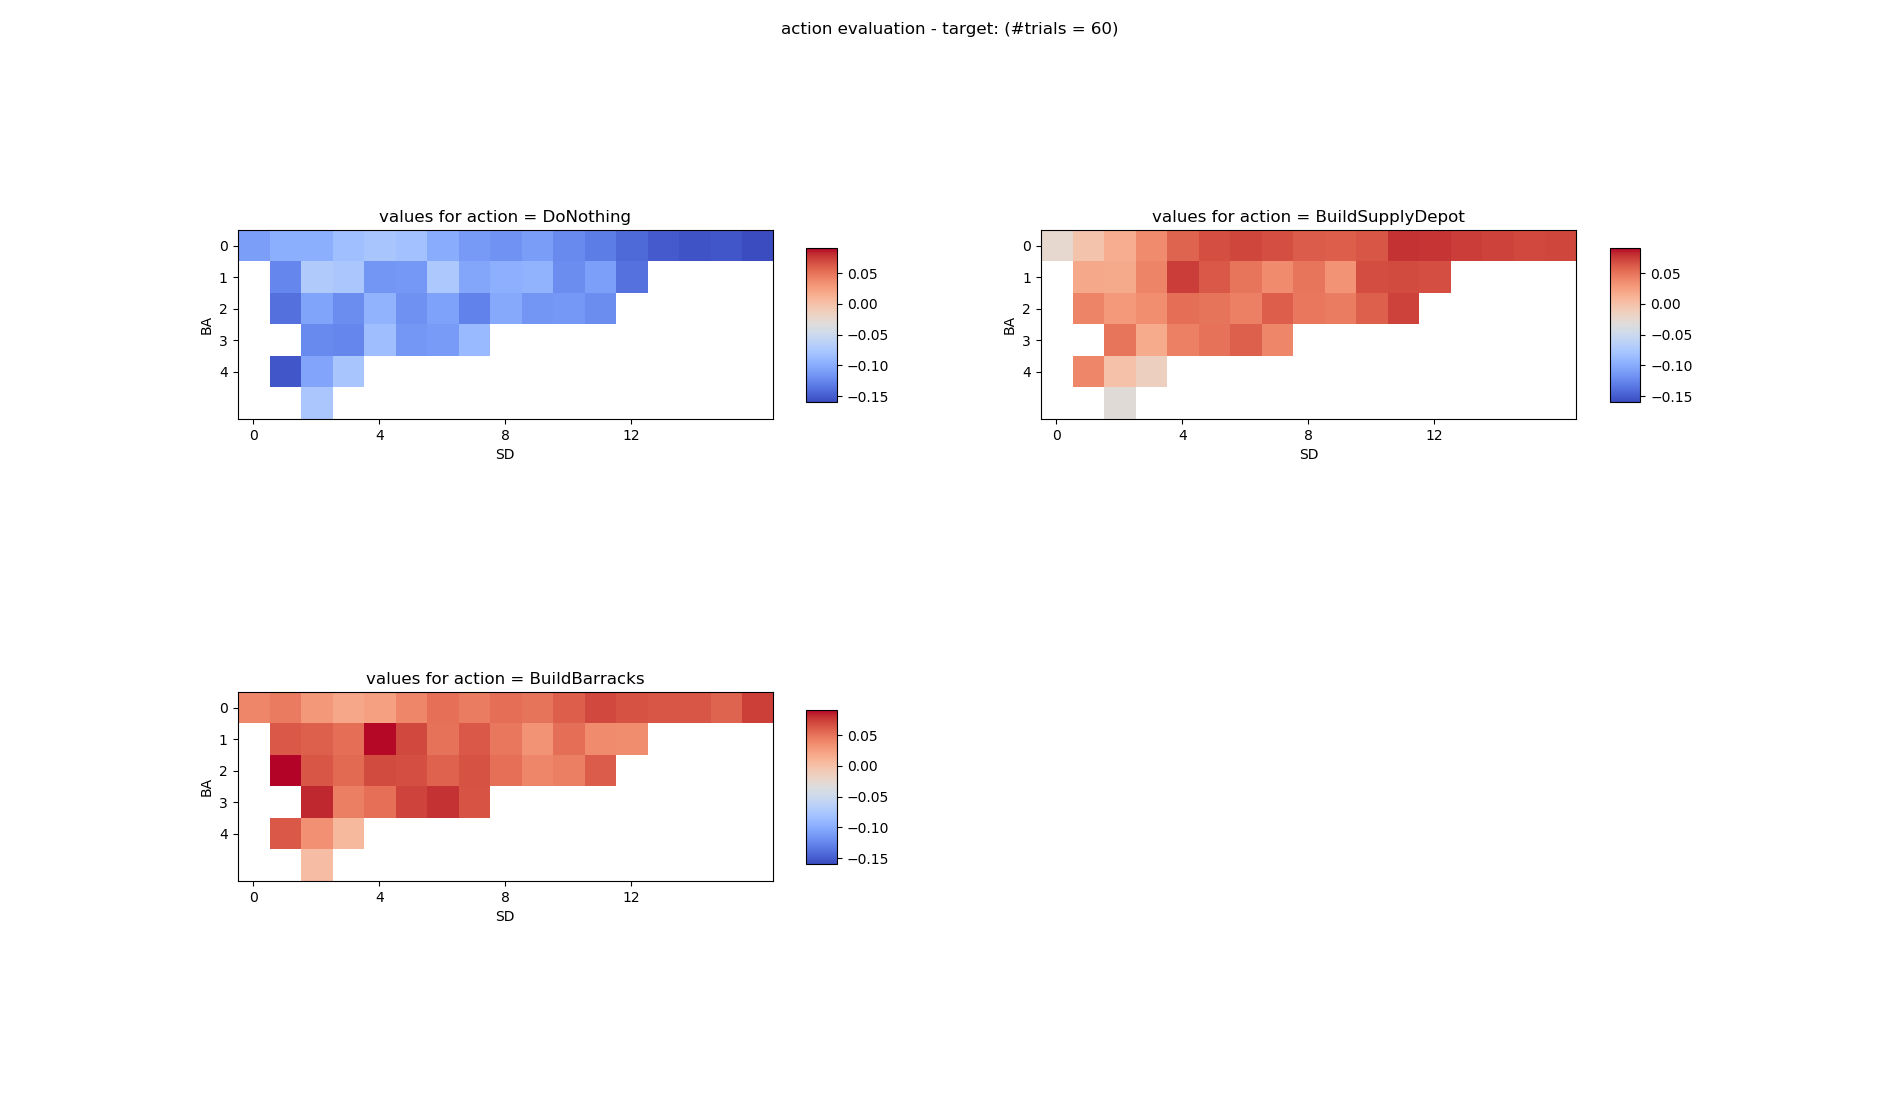 action evaluation - target: (#trials = 60)
values for action = DoNothing
0
1
2
3
4
BA
0 4 8 12
SD
0.05
0.00
−0.05
−0.10
−0.15
values for action = BuildSupplyDepot
0
1
2
3
4
BA
0 4 8 12
SD
0.05
0.00
−0.05
−0.10
−0.15
values for action = BuildBarracks
0
1
2
3
4
BA
0 4 8 12
SD
0.05
0.00
−0.05
−0.10
−0.15